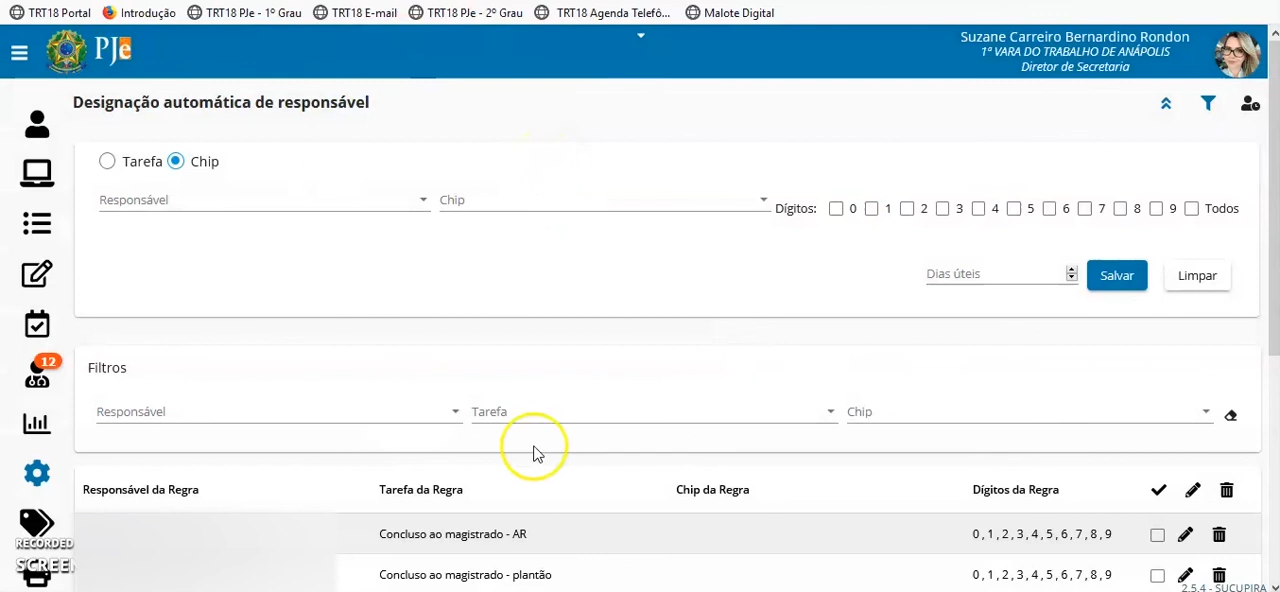 TRT18 Portal Introdução TRT18 PJe - 1º Grau TRT18 E-mail TRT18 PJe - 2º Grau TRT18 Agenda Telefô... Malote Digital
PJe
Suzane Carreiro Bernardino Rondon
1ª VARA DO TRABALHO DE ANÁPOLIS
Diretor de Secretaria
Designação automática de responsável
Tarefa Chip
Responsável Chip Dígitos: 0 1 2 3 4 5 6 7 8 9 Todos
Dias úteis Salvar Limpar
12
Filtros
Responsável Tarefa Chip
Responsável da Regra Tarefa da Regra Chip da Regra Dígitos da Regra
Concluso ao magistrado - AR 0,1,2,3,4,5,6,7,8,9
RECORDED
SCREEN
Concluso ao magistrado - plantão 0,1,2,3,4,5,6,7,8,9
2.5.4 - SUCUPIRA